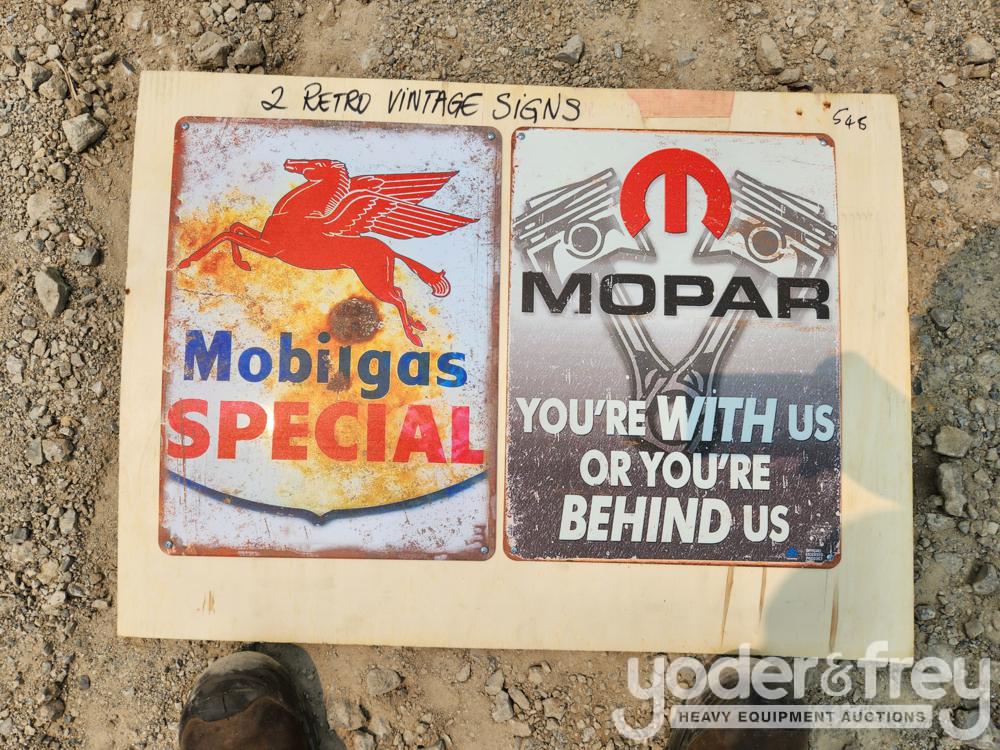 2 RETRO VINTAGE SIGNS
546
Mobilgas
SPECIAL
MOPAR
YOU'RE WITH US
OR YOU'RE
BEHIND US
yoder&frey
HEAVY EQUIPMENT AUCTIONS